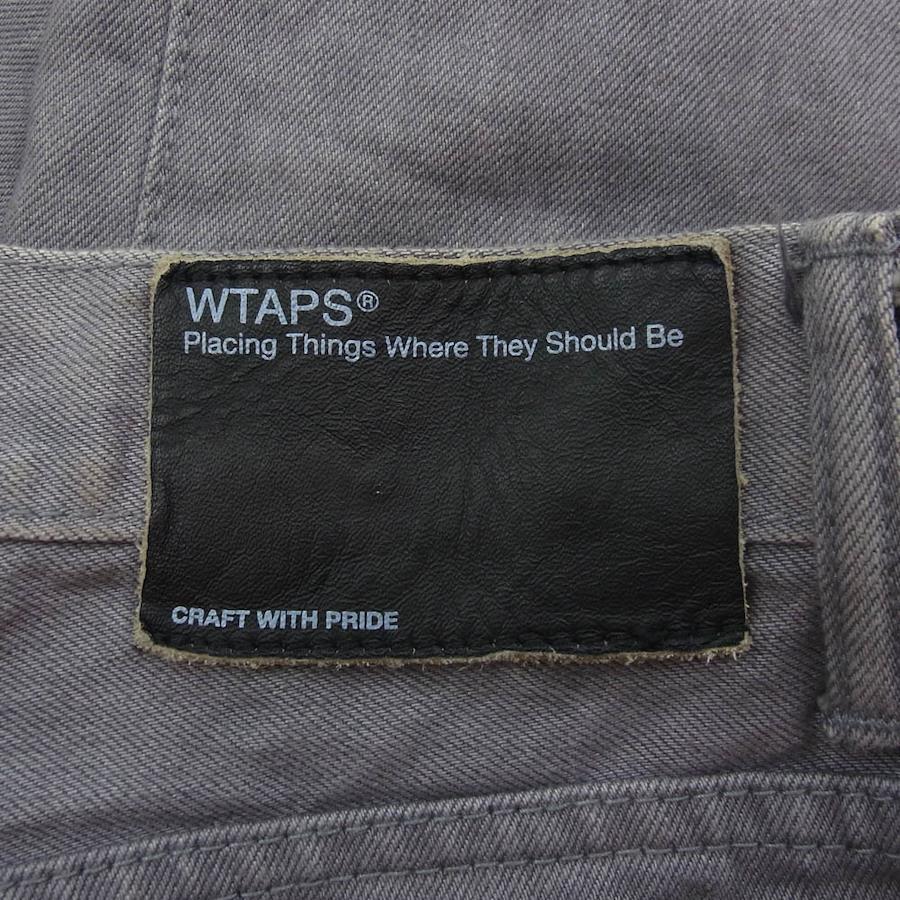 WTAPS®
Placing Things Where They Should Be
CRAFT WITH PRIDE